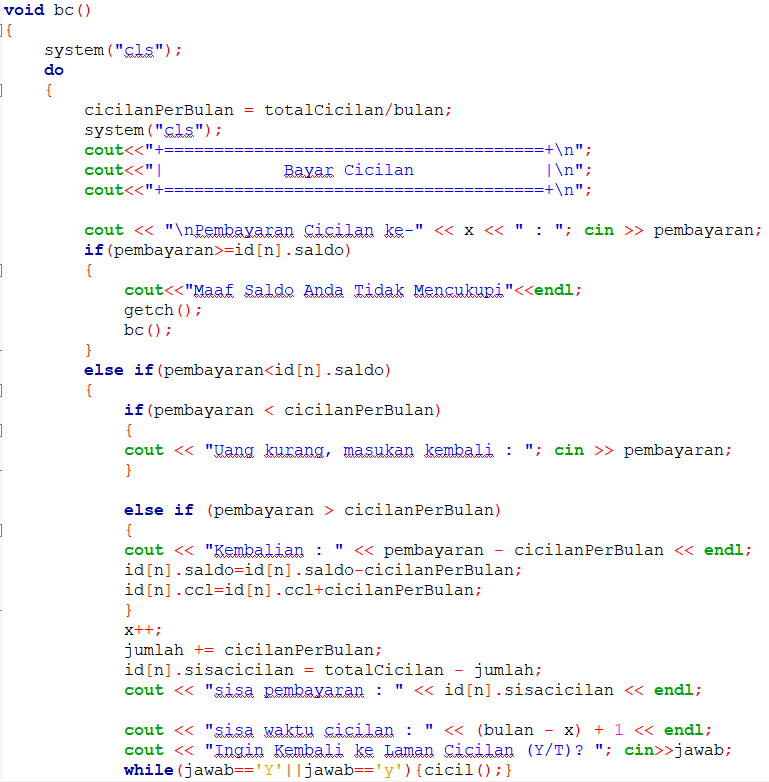 void bc()
{
system("cls");
do
{
cicilanPerBulan = totalCicilan/bulan;
system("cls");
cout<<"+======================================+\n";
cout<<"|            Bayar Cicilan             |\n";
cout<<"+======================================+\n";
cout << "\nPembayaran Cicilan ke-" << x << " : "; cin >> pembayaran;
if(pembayaran>=id[n].saldo)
{
cout<<"Maaf Saldo Anda Tidak Mencukupi"<<endl;
getch();
bc();
}
else if(pembayaran<id[n].saldo)
{
if(pembayaran < cicilanPerBulan)
{
cout << "Uang kurang, masukan kembali : "; cin >> pembayaran;
}
else if (pembayaran > cicilanPerBulan)
{
cout << "Kembalian : " << pembayaran - cicilanPerBulan << endl;
id[n].saldo=id[n].saldo-cicilanPerBulan;
id[n].ccl=id[n].ccl+cicilanPerBulan;
}
x++;
jumlah += cicilanPerBulan;
id[n].sisacicilan = totalCicilan - jumlah;
cout << "sisa pembayaran : " << id[n].sisacicilan << endl;
cout << "sisa waktu cicilan : " << (bulan - x) + 1 << endl;
cout << "Ingin Kembali ke Laman Cicilan (Y/T)? "; cin>>jawab;
while(jawab=='Y'||jawab=='y'){cicil();}